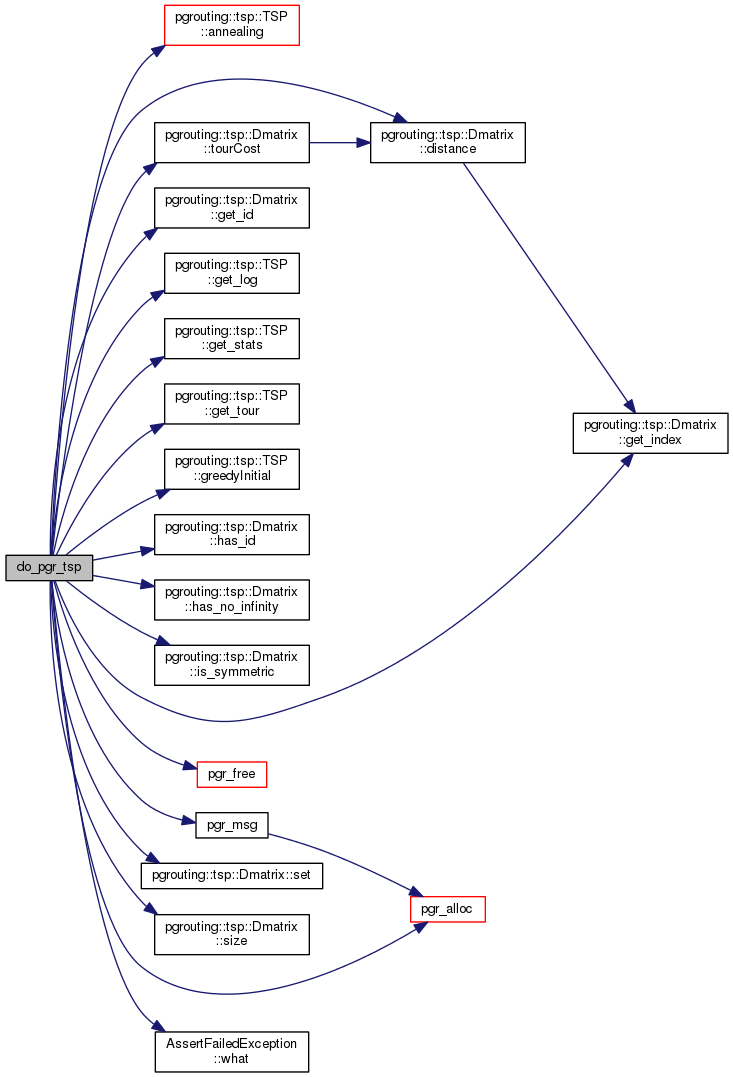 pgrouting::tsp::TSP
::annealing
pgrouting::tsp::Dmatrix
::tourCost
pgrouting::tsp::Dmatrix
::distance
pgrouting::tsp::Dmatrix
::get_id
pgrouting::tsp::TSP
::get_log
pgrouting::tsp::TSP
::get_stats
pgrouting::tsp::TSP
::get_tour
pgrouting::tsp::Dmatrix
::get_index
pgrouting::tsp::TSP
::greedyInitial
pgrouting::tsp::Dmatrix
::has_id
do_pgr_tsp
pgrouting::tsp::Dmatrix
::has_no_infinity
pgrouting::tsp::Dmatrix
::is_symmetric
pgr_free
pgr_msg
pgrouting::tsp::Dmatrix::set
pgr_alloc
pgrouting::tsp::Dmatrix
::size
AssertFailedException
::what